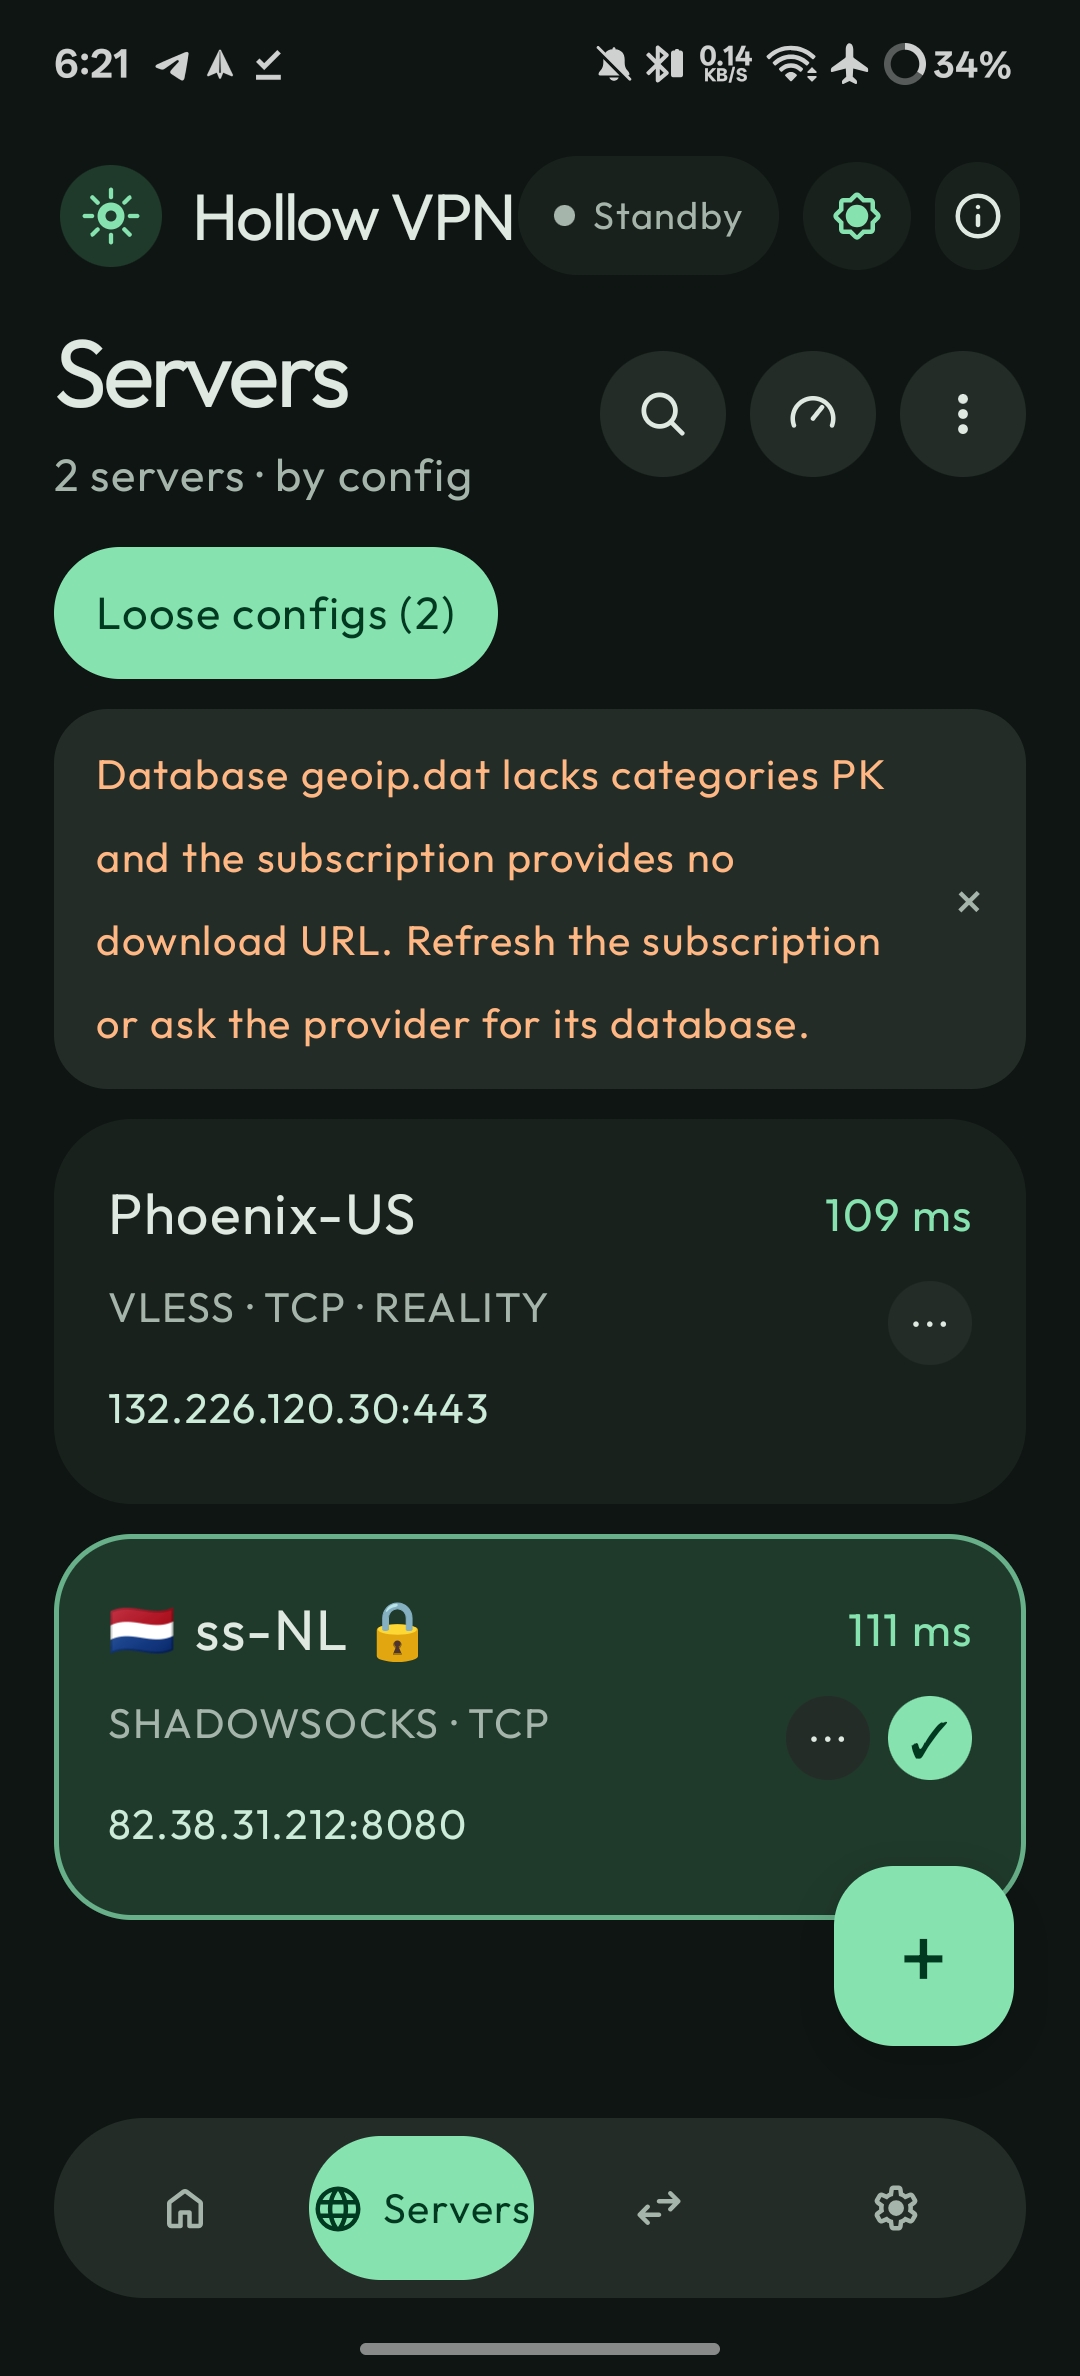 6:21
0.14 KB/S
34%
Hollow VPN
Standby
Servers
2 servers · by config
Loose configs (2)
Database geoip.dat lacks categories PK
and the subscription provides no
download URL. Refresh the subscription
or ask the provider for its database.
×
Phoenix-US
109 ms
VLESS · TCP · REALITY
132.226.120.30:443
🇳🇱 ss-NL 🔒
111 ms
SHADOWSOCKS · TCP
82.38.31.212:8080
+
Servers